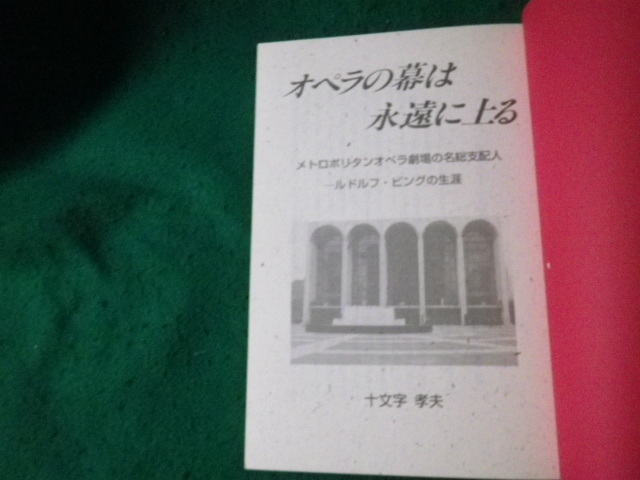 オペラの幕は
永遠に上る
メトロポリタンオペラ劇場の名総支配人
—ルドルフ・ビングの生涯
十文字 孝夫